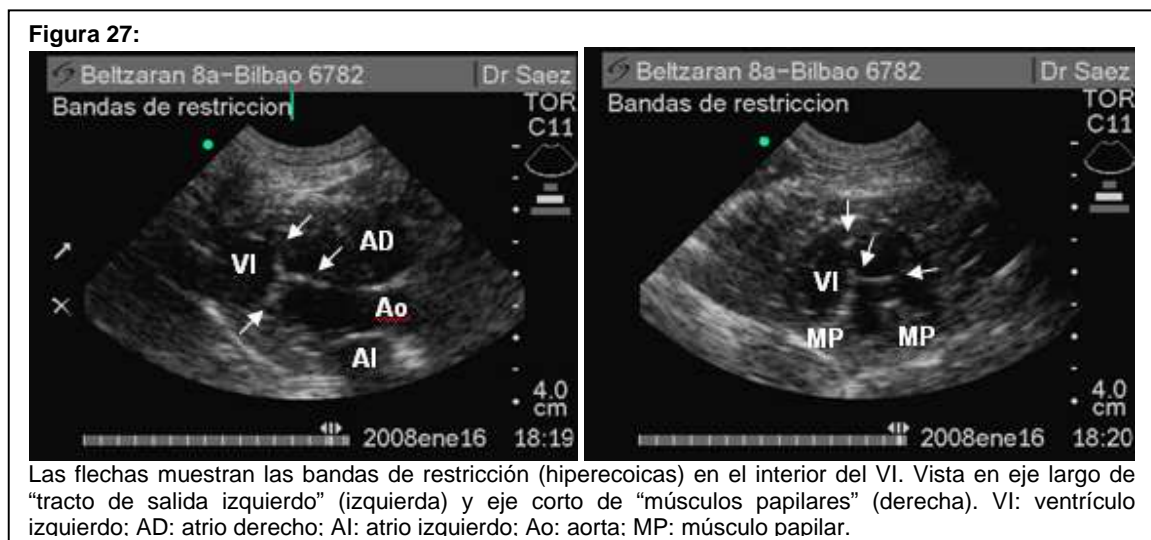 Figura 27:
Beltzaran 8a-Bilbao 6782
Dr Saez
Bandas de restriccion
TOR
C11
AD
VI
Ao
AI
4.0
cm
2008ene16 18:19
Beltzaran 8a-Bilbao 6782
Dr Saez
Bandas de restriccion
TOR
C11
VI
MP MP
4.0
cm
2008ene16 18:20
Las flechas muestran las bandas de restricción (hiperecoicas) en el interior del VI. Vista en eje largo de
“tracto de salida izquierdo” (izquierda) y eje corto de “músculos papilares” (derecha). VI: ventrículo
izquierdo; AD: atrio derecho; AI: atrio izquierdo; Ao: aorta; MP: músculo papilar.